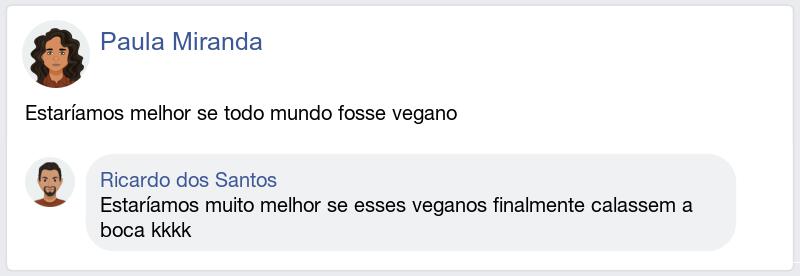 Paula Miranda
Estaríamos melhor se todo mundo fosse vegano
Ricardo dos Santos
Estaríamos muito melhor se esses veganos finalmente calassem a
boca kkkk